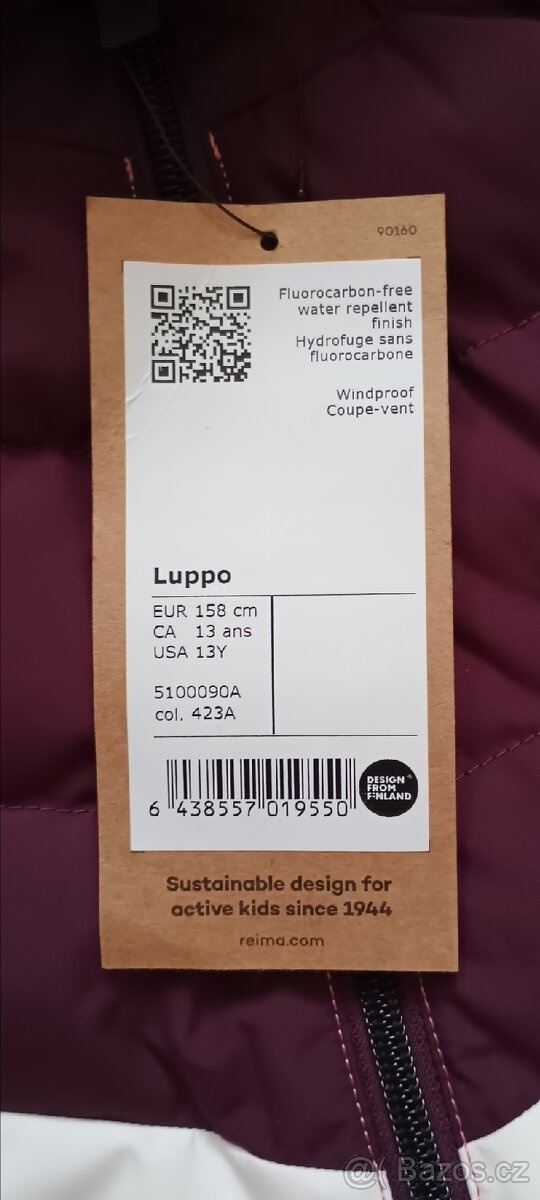 90160
Fluorocarbon-free
water repellent
finish
Hydrofuge sans
fluorocarbone
Windproof
Coupe-vent
Luppo
EUR 158 cm
CA 13 ans
USA 13Y
5100090A
col. 423A
6 438557 019550
DESIGN
FROM
FINLAND
Sustainable design for
active kids since 1944
reima.com
Bazos.cz